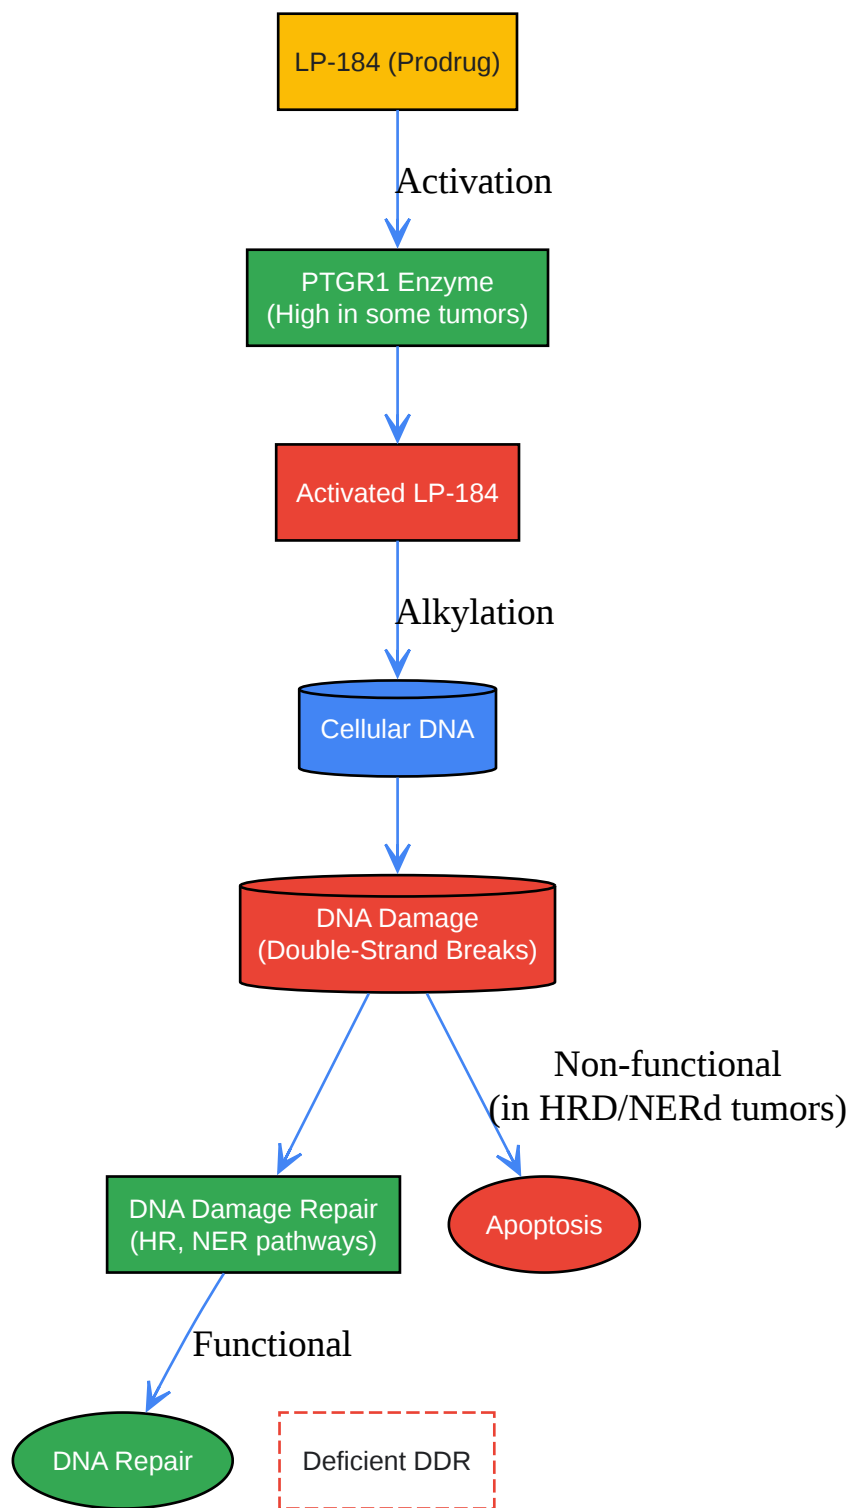 LP-184 (Prodrug)
Activation
PTGR1 Enzyme
(High in some tumors)
Activated LP-184
Alkylation
Cellular DNA
DNA Damage
(Double-Strand Breaks)
Non-functional
(in HRD/NERd tumors)
DNA Damage Repair
(HR, NER pathways)
Apoptosis
Functional
DNA Repair
Deficient DDR